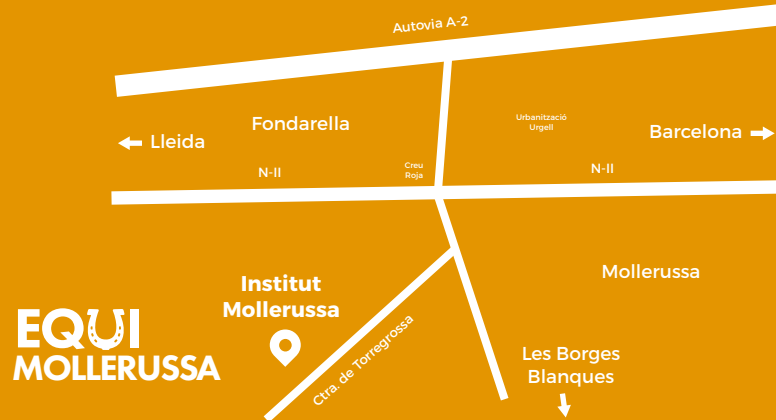 Autovia A-2
Urbanització
Urgell
Fondarella
Lleida
Barcelona
Creu
Roja
N-II
N-II
Mollerussa
Institut
Mollerussa
EQUI
MOLLERUSSA
Ctra. de Torregrossa
Les Borges
Blanques